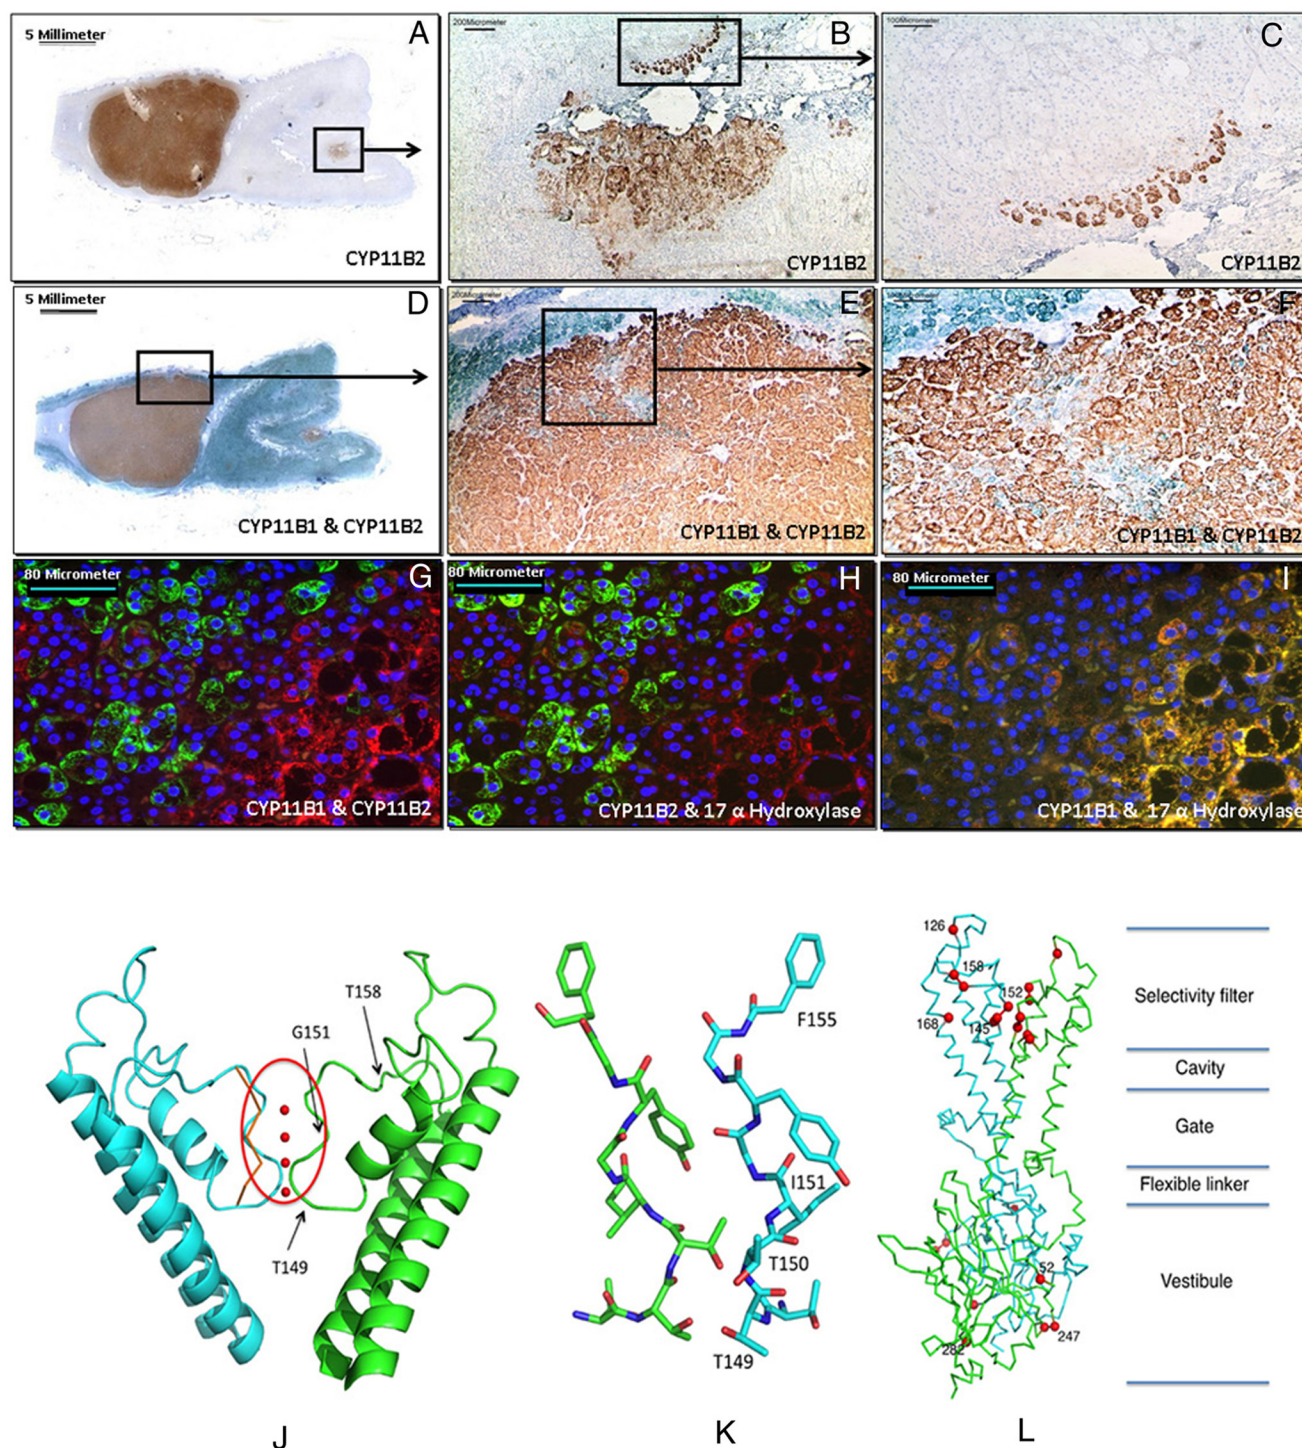 5 Millimeter
A
CYP11B2
200Micrometer
B
CYP11B2
100Micrometer
C
CYP11B2
5 Millimeter
D
CYP11B1 & CYP11B2
200Micrometer
E
CYP11B1 & CYP11B2
F
CYP11B1 & CYP11B2
80 Micrometer
G
CYP11B1 & CYP11B2
80 Micrometer
H
CYP11B2 & 17 α Hydroxylase
80 Micrometer
I
CYP11B1 & 17 α Hydroxylase
T158
G151
T149
J
F155
I151
T150
T149
K
126
158
152
168
145
52
247
282
L
Selectivity filter
Cavity
Gate
Flexible linker
Vestibule